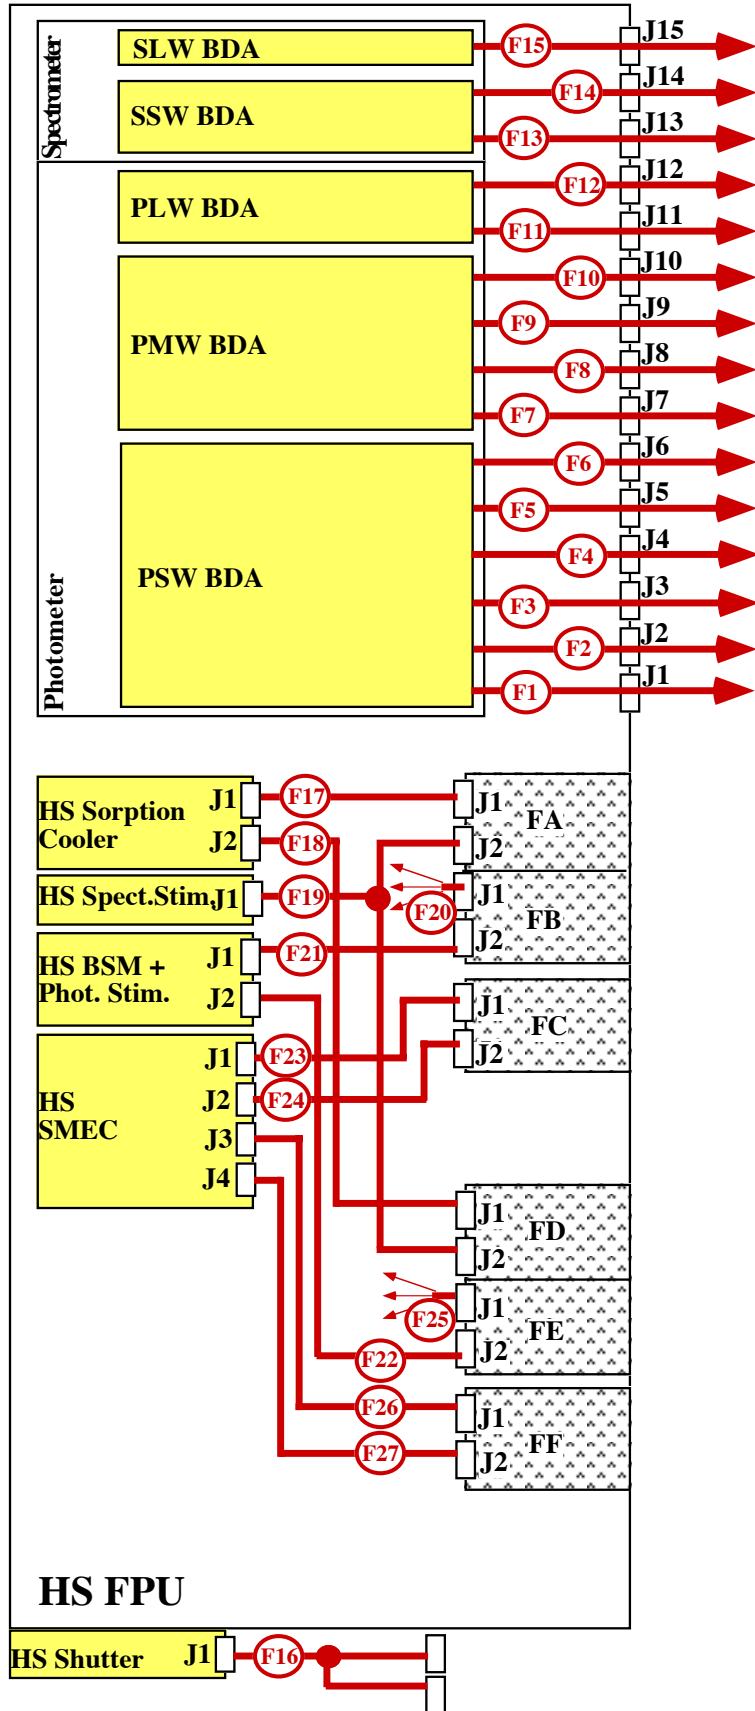 Spectrometer
SLW BDA
F15
J15
SSW BDA
F14
J14
F13
J13
PLW BDA
F12
J12
F11
J11
PMW BDA
F10
J10
F9
J9
F8
J8
F7
J7
Photometer
PSW BDA
F6
J6
F5
J5
F4
J4
F3
J3
F2
J2
F1
J1
HS Sorption
Cooler
J1
F17
J1
FA
J2
F18
J2
HS Spect.Stim.
J1
F19
F20
J1
FB
HS BSM +
Phot. Stim.
J1
F21
J2
J2
J1
FC
HS
SMEC
J1
F23
J2
J2
F24
J3
J4
J1
FD
J2
F25
J1
FE
F22
J2
F26
J1
FF
F27
J2
HS FPU
HS Shutter
J1
F16